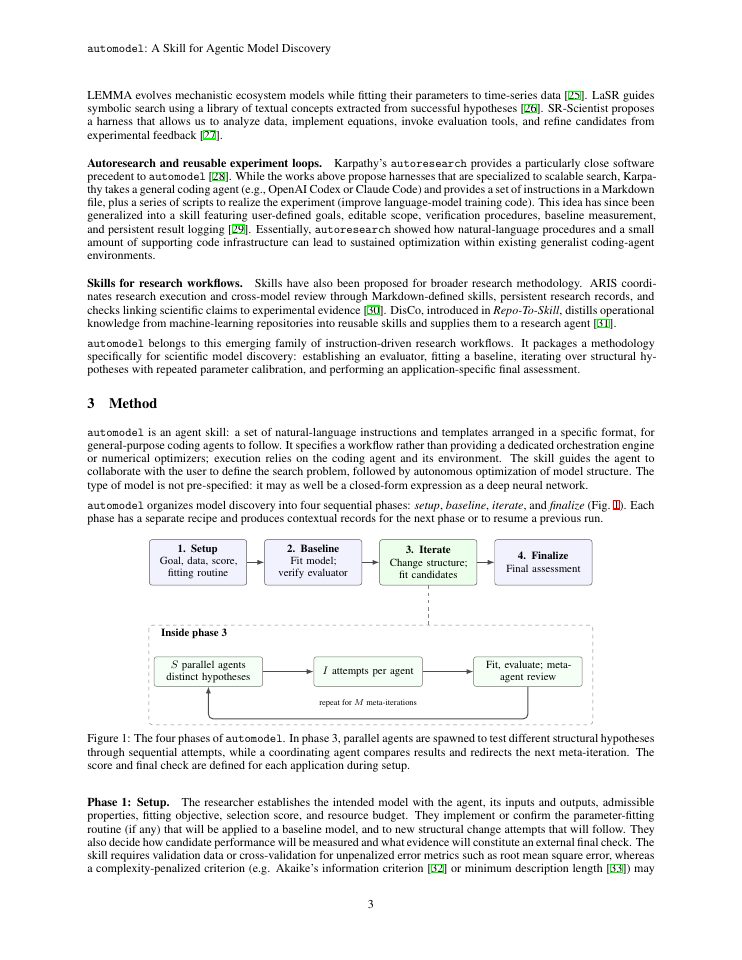 automodel: A Skill for Agentic Model Discovery
LEMMA evolves mechanistic ecosystem models while fitting their parameters to time-series data [25]. LaSR guides
symbolic search using a library of textual concepts extracted from successful hypotheses [26]. SR-Scientist proposes
a harness that allows us to analyze data, implement equations, invoke evaluation tools, and refine candidates from
experimental feedback [27].
Autoresearch and reusable experiment loops. Karpathy's autoresearch provides a particularly close software
precedent to automodel [28]. While the works above propose harnesses that are specialized to scalable search, Karpa-
thy takes a general coding agent (e.g., OpenAI Codex or Claude Code) and provides a set of instructions in a Markdown
file, plus a series of scripts to realize the experiment (improve language-model training code). This idea has since been
generalized into a skill featuring user-defined goals, editable scope, verification procedures, baseline measurement,
and persistent result logging [29]. Essentially, autoresearch showed how natural-language procedures and a small
amount of supporting code infrastructure can lead to sustained optimization within existing generalist coding-agent
environments.
Skills for research workflows. Skills have also been proposed for broader research methodology. ARIS coordi-
nates research execution and cross-model review through Markdown-defined skills, persistent research records, and
checks linking scientific claims to experimental evidence [30]. DisCo, introduced in Repo-To-Skill, distills operational
knowledge from machine-learning repositories into reusable skills and supplies them to a research agent [31].
automodel belongs to this emerging family of instruction-driven research workflows. It packages a methodology
specifically for scientific model discovery: establishing an evaluator, fitting a baseline, iterating over structural hy-
potheses with repeated parameter calibration, and performing an application-specific final assessment.
3 Method
automodel is an agent skill: a set of natural-language instructions and templates arranged in a specific format, for
general-purpose coding agents to follow. It specifies a workflow rather than providing a dedicated orchestration engine
or numerical optimizers; execution relies on the coding agent and its environment. The skill guides the agent to
collaborate with the user to define the search problem, followed by autonomous optimization of model structure. The
type of model is not pre-specified: it may as well be a closed-form expression as a deep neural network.
automodel organizes model discovery into four sequential phases: setup, baseline, iterate, and finalize (Fig. 1). Each
phase has a separate recipe and produces contextual records for the next phase or to resume a previous run.
1. Setup
Goal, data, score,
fitting routine
2. Baseline
Fit model;
verify evaluator
3. Iterate
Change structure;
fit candidates
4. Finalize
Final assessment
Inside phase 3
S parallel agents
distinct hypotheses
I attempts per agent
Fit, evaluate; meta-
agent review
repeat for M meta-iterations
Figure 1: The four phases of automodel. In phase 3, parallel agents are spawned to test different structural hypotheses
through sequential attempts, while a coordinating agent compares results and redirects the next meta-iteration. The
score and final check are defined for each application during setup.
Phase 1: Setup. The researcher establishes the intended model with the agent, its inputs and outputs, admissible
properties, fitting objective, selection score, and resource budget. They implement or confirm the parameter-fitting
routine (if any) that will be applied to a baseline model, and to new structural change attempts that will follow. They
also decide how candidate performance will be measured and what evidence will constitute an external final check. The
skill requires validation data or cross-validation for unpenalized error metrics such as root mean square error, whereas
a complexity-penalized criterion (e.g. Akaike's information criterion [32] or minimum description length [33]) may
3